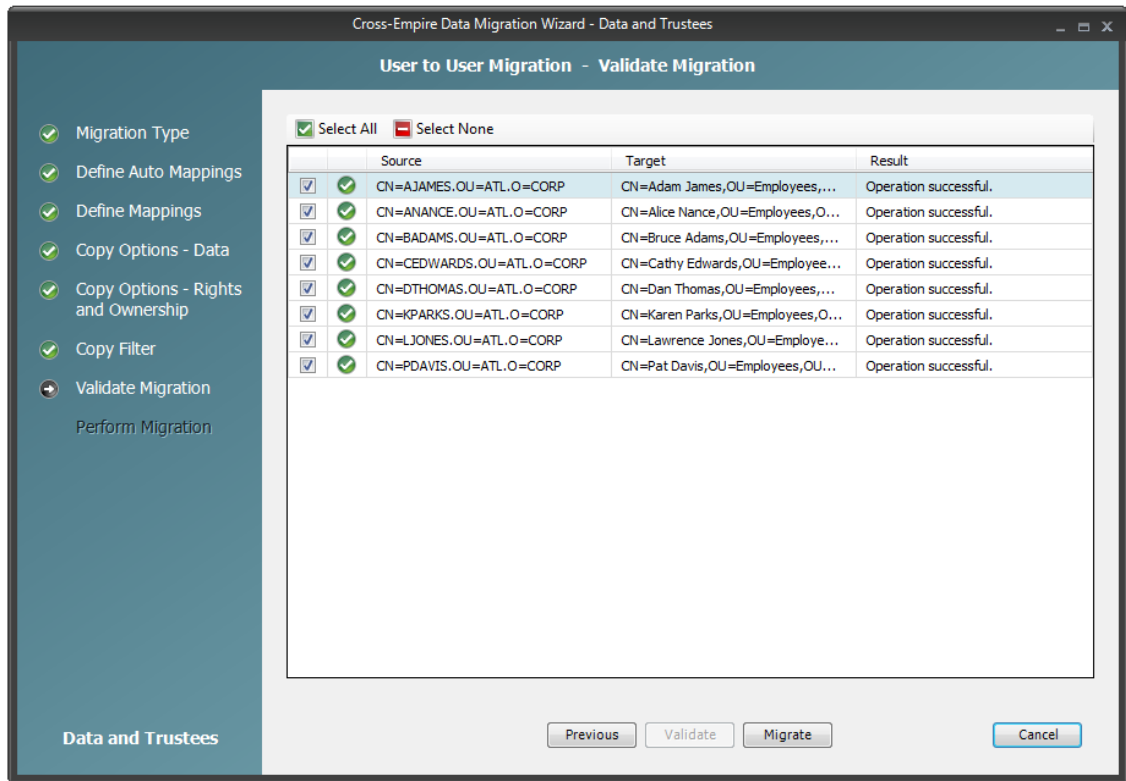 Cross-Empire Data Migration Wizard - Data and Trustees
User to User Migration - Validate Migration
Migration Type
Define Auto Mappings
Define Mappings
Copy Options - Data
Copy Options - Rights
and Ownership
Copy Filter
Validate Migration
Perform Migration
Data and Trustees
Select All Select None
Source Target Result
CN=AJAMES.OU=ATL.O=CORP CN=Adam James,OU=Employees,... Operation successful.
CN=ANANCE.OU=ATL.O=CORP CN=Alice Nance,OU=Employees,O... Operation successful.
CN=BADAMS.OU=ATL.O=CORP CN=Bruce Adams,OU=Employees,... Operation successful.
CN=CEDWARDS.OU=ATL.O=CORP CN=Cathy Edwards,OU=Employee... Operation successful.
CN=DTHOMAS.OU=ATL.O=CORP CN=Dan Thomas,OU=Employees,... Operation successful.
CN=KPARKS.OU=ATL.O=CORP CN=Karen Parks,OU=Employees,O... Operation successful.
CN=LJONES.OU=ATL.O=CORP CN=Lawrence Jones,OU=Employe... Operation successful.
CN=PDAVIS.OU=ATL.O=CORP CN=Pat Davis,OU=Employees,OU... Operation successful.
Previous Validate Migrate Cancel